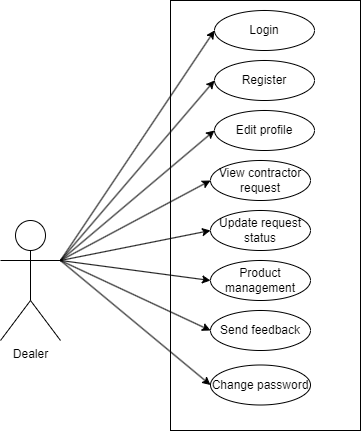 Login
Register
Edit profile
View contractor
request
Update request
status
Product
management
Send feedback
Change password
Dealer